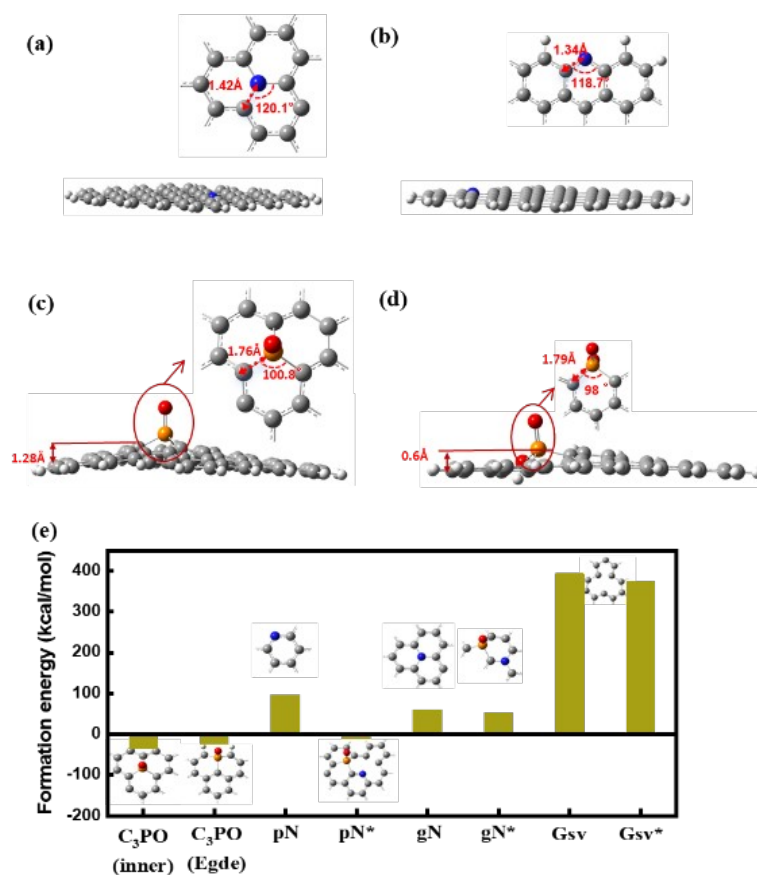 (a)
1.42Å
120.1°
(b)
1.34Å
118.7°
(c)
1.76Å
100.8°
1.28Å
(d)
1.79Å
98 °
0.6Å
(e)
Formation energy (kcal/mol)
400
300
200
100
0
-100
-200
C₃PO (inner)
C₃PO (Egde)
pN
pN*
gN
gN*
Gsv
Gsv*